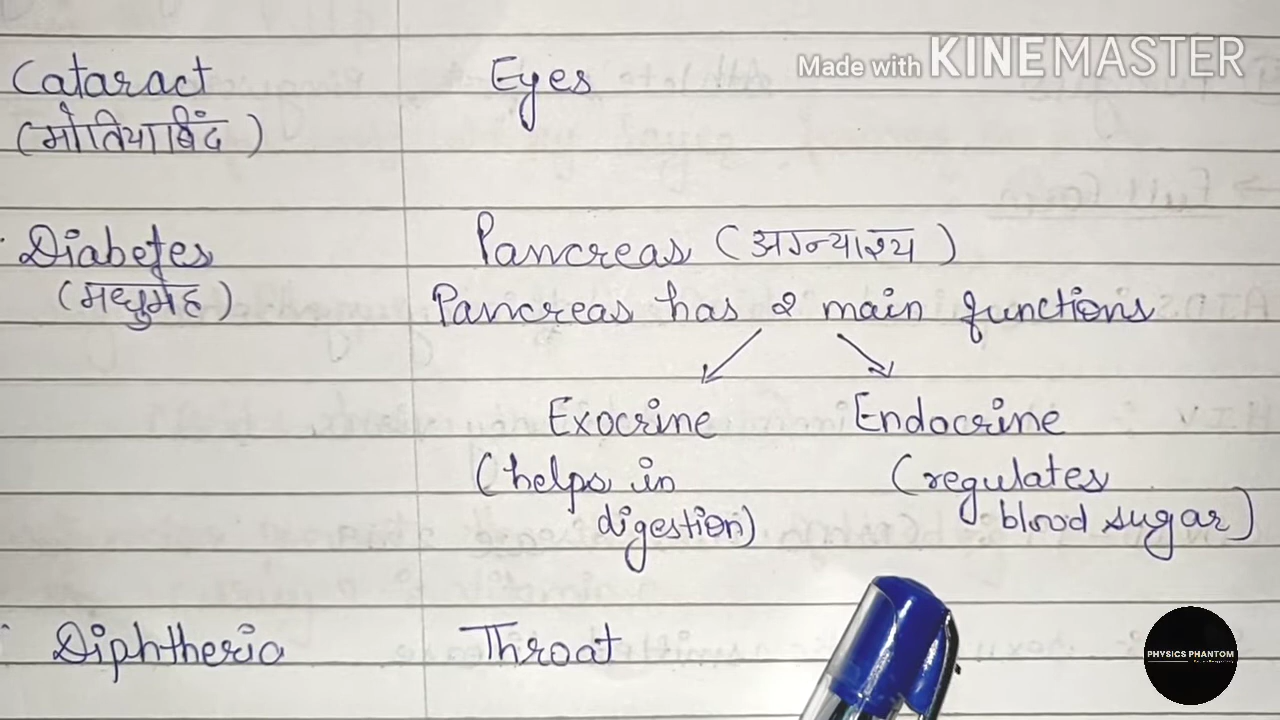 Made with KINEMASTER
Cataract Eyes
(मोतियाबिंद)
Diabetes Pancreas (अग्न्याश्य)
(मधुमेह) Pancreas has 2 main functions
Exocrine Endocrine
(helps in (regulates
digestion) blood sugar)
Diphtheria Throat
PHYSICS PHANTOM